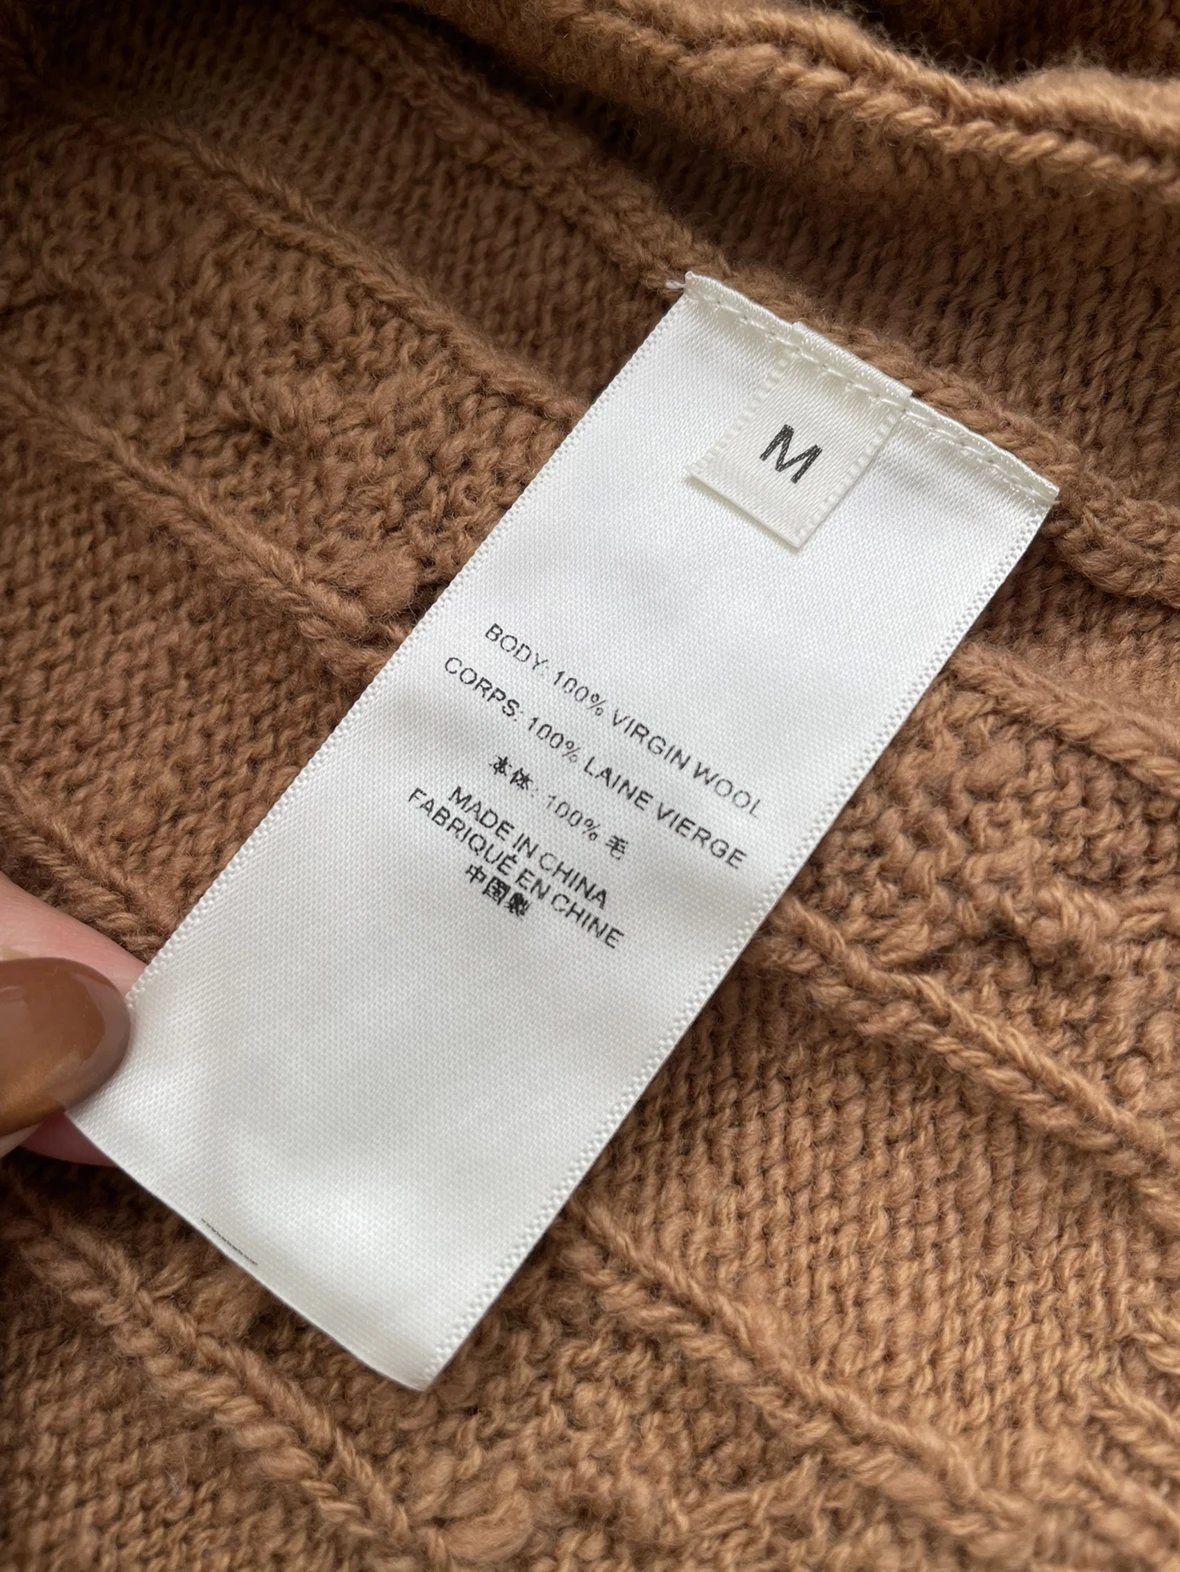 M
BODY: 100% VIRGIN WOOL
CORPS: 100% LAINE VIERGE
本体: 100% 毛
MADE IN CHINA
FABRIQUÉ EN CHINE
中国製